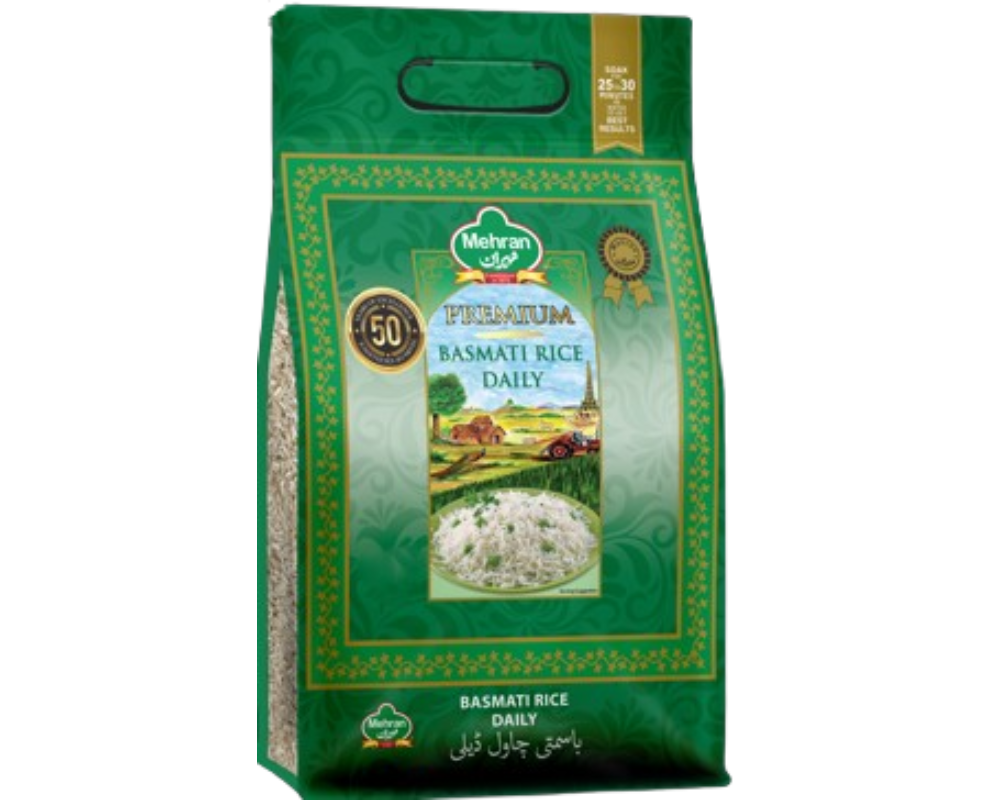 SOAK
25 30
MINUTES
BEST
RESULTS
Mehran
مہران
50
PREMIUM
BASMATI RICE
DAILY
BASMATI RICE
DAILY
باسمتی چاول ڈیلی
Mehran
مہران